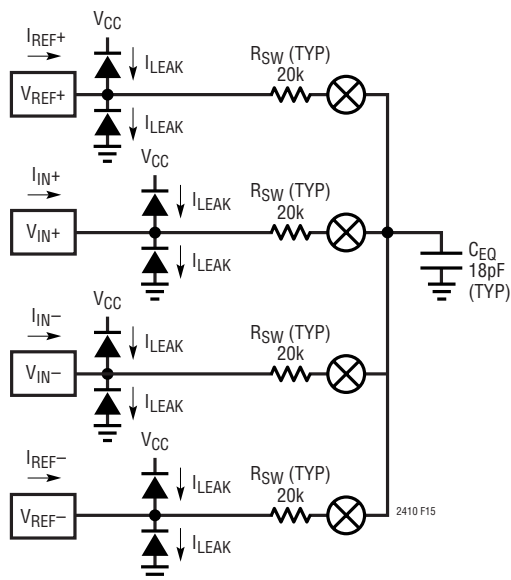 VCC
IREF+
ILEAK
RSW (TYP)
20k
VREF+
ILEAK
VCC
IIN+
ILEAK
RSW (TYP)
20k
VIN+
ILEAK
CEQ
18pF
(TYP)
VCC
IIN−
ILEAK
RSW (TYP)
20k
VIN−
ILEAK
VCC
IREF−
ILEAK
RSW (TYP)
20k
VREF−
ILEAK
2410 F15